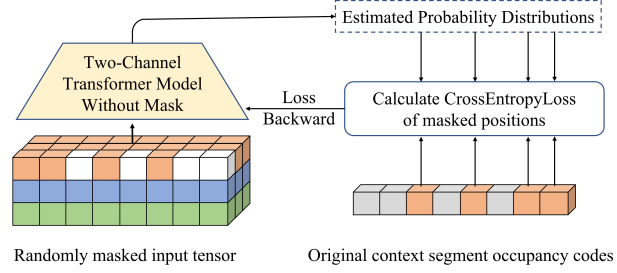 Estimated Probability Distributions
Two-Channel
Transformer Model
Without Mask
Loss
Backward
Calculate CrossEntropyLoss
of masked positions
Randomly masked input tensor
Original context segment occupancy codes